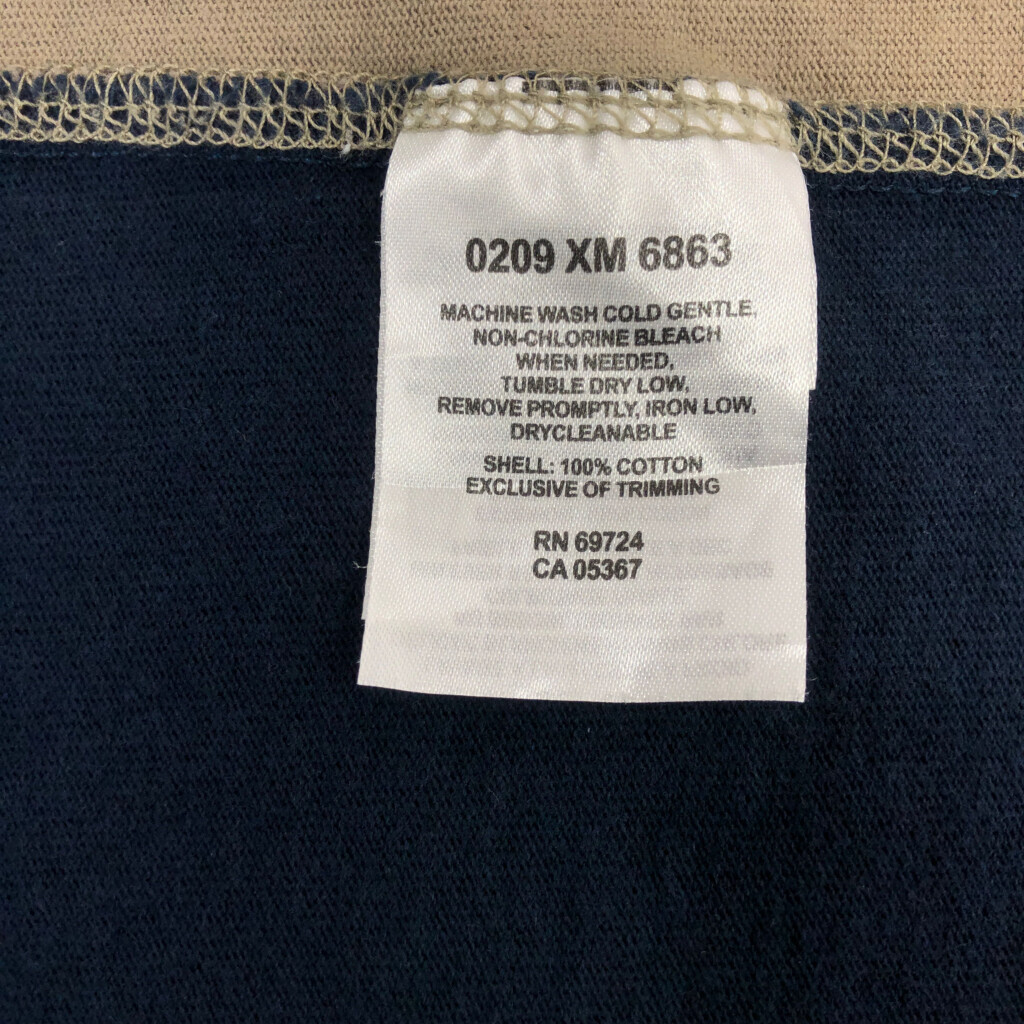 0209 XM 6863
MACHINE WASH COLD GENTLE,
NON-CHLORINE BLEACH
WHEN NEEDED,
TUMBLE DRY LOW,
REMOVE PROMPTLY, IRON LOW,
DRYCLEANABLE
SHELL: 100% COTTON
EXCLUSIVE OF TRIMMING
RN 69724
CA 05367